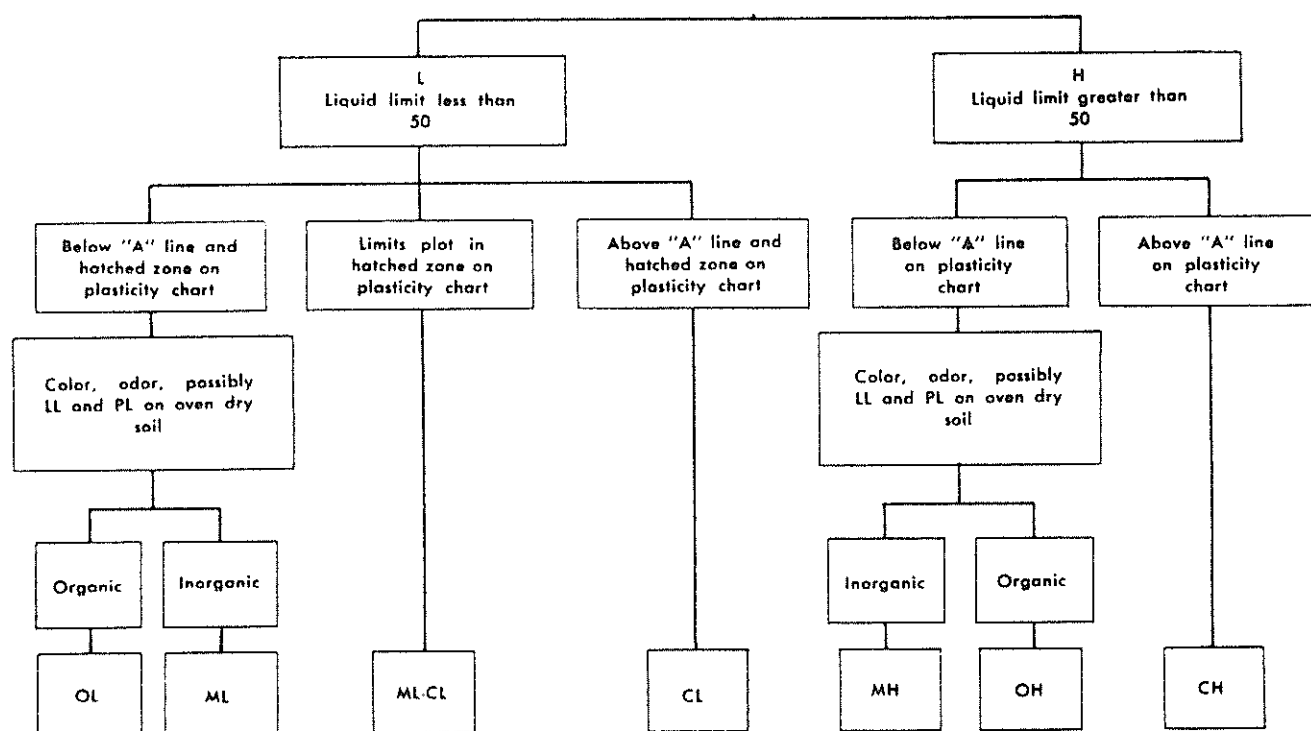 L
Liquid limit less than
50
H
Liquid limit greater than
50
Below "A" line and
hatched zone on
plasticity chart
Limits plot in
hatched zone on
plasticity chart
Above "A" line and
hatched zone on
plasticity chart
Below "A" line
on plasticity
chart
Above "A" line
on plasticity
chart
Color, odor, possibly
LL and PL on oven dry
soil
Color, odor, possibly
LL and PL on oven dry
soil
Organic
Inorganic
Inorganic
Organic
OL
ML
ML-CL
CL
MH
OH
CH